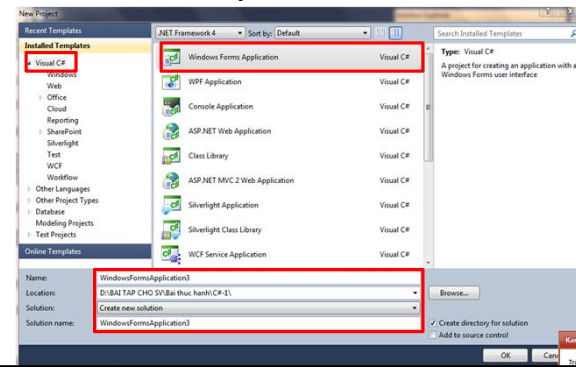 New Project
Recent Templates
.NET Framework 4
Sort by: Default
Search Installed Templates
Installed Templates
Visual C#
Windows
Web
Office
Cloud
Reporting
SharePoint
Silverlight
Test
WCF
Workflow
Other Languages
Other Project Types
Database
Modeling Projects
Test Projects
Online Templates
Windows Forms Application Visual C#
WPF Application Visual C#
Console Application Visual C#
ASP.NET Web Application Visual C#
Class Library Visual C#
ASP.NET MVC 2 Web Application Visual C#
Silverlight Application Visual C#
Silverlight Class Library Visual C#
WCF Service Application Visual C#
Type: Visual C#
A project for creating an application with a
Windows Forms user interface
Name: WindowsFormsApplication3
Location: D:\BAI TAP CHO SV\Bai thuc hanh\C#-1\
Browse...
Solution: Create new solution
Solution name: WindowsFormsApplication3
Create directory for solution
Add to source control
OK